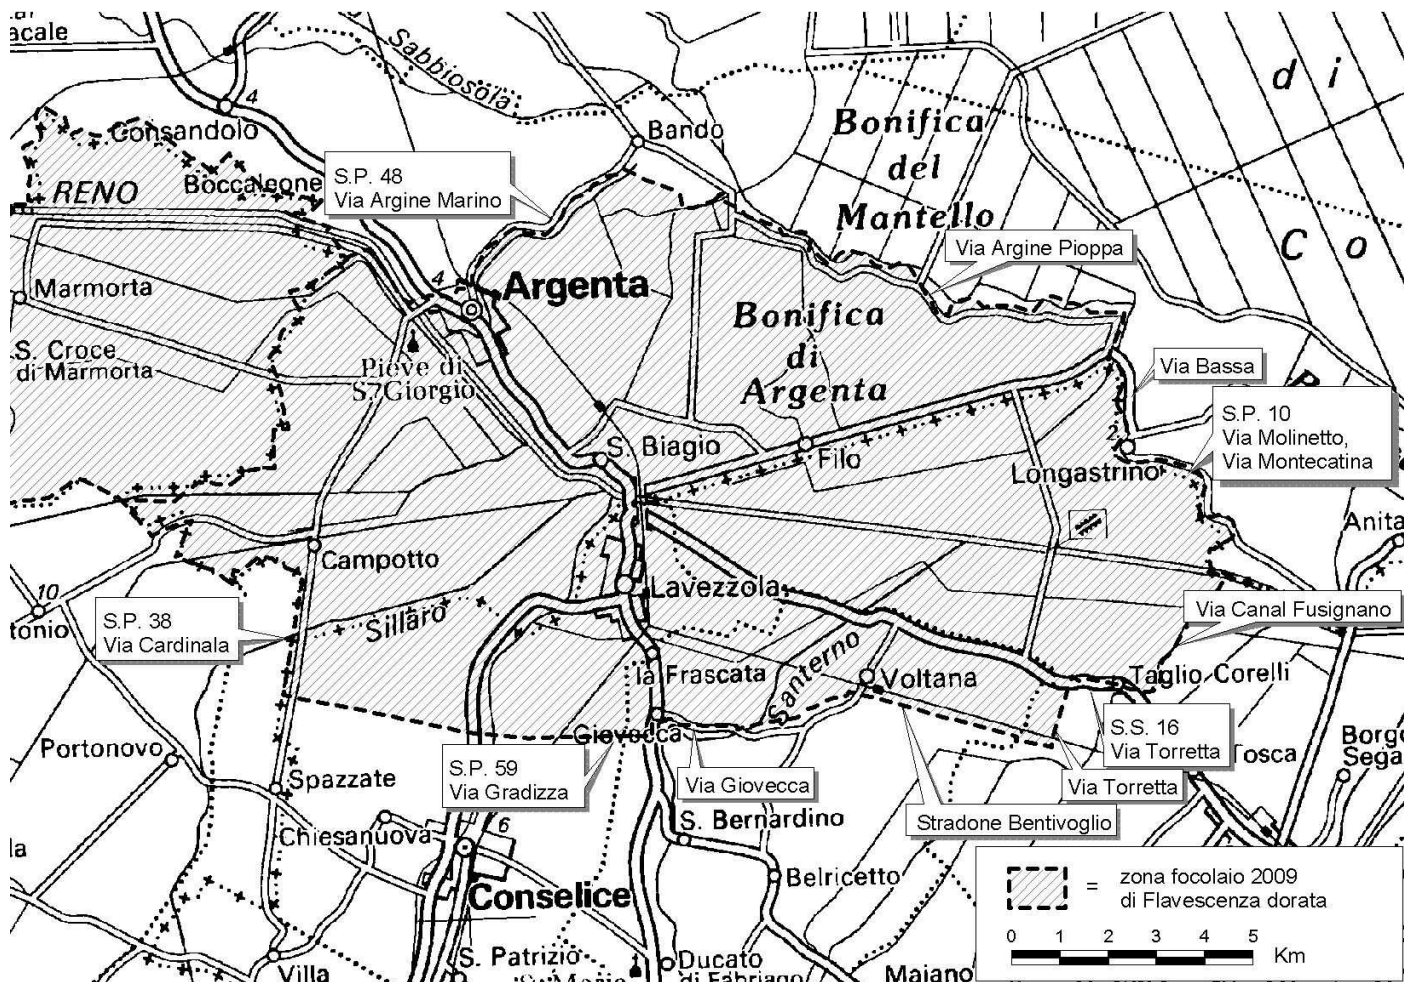 acale
4
Consandolo
Sabbiosola
Bando
Bonifica
del
Mantello
d i
C o
RENO
Boccaleone
S.P. 48
Via Argine Marino
Via Argine Pioppa
Marmorta
4
Argenta
S. Croce
di Marmorta
Pieve di
S. Giorgio
Bonifica
di
Argenta
Via Bassa
S.P. 10
Via Molinetto,
Via Montecatina
2
S. Biagio
Filo
Longastrino
Anita
Campotto
10
tonio
Lavezzola
S.P. 38
Via Cardinala
Sillaro
Via Canal Fusignano
la Frascata
Santerno
Voltana
Taglio Corelli
Giovecca
S.S. 16
Via Torretta
Tosca
Borgo
Sega
Portonovo
Spazzate
S.P. 59
Via Gradizza
Via Giovecca
Via Torretta
Stradone Bentivoglio
Chiesanuova
6
S. Bernardino
la
Belricetto
Conselice
zona focolaio 2009
=
di Flavescenza dorata
0 1 2 3 4 5
Km
S. Patrizio
Villa
Ducato
di Fabriago
Maiano